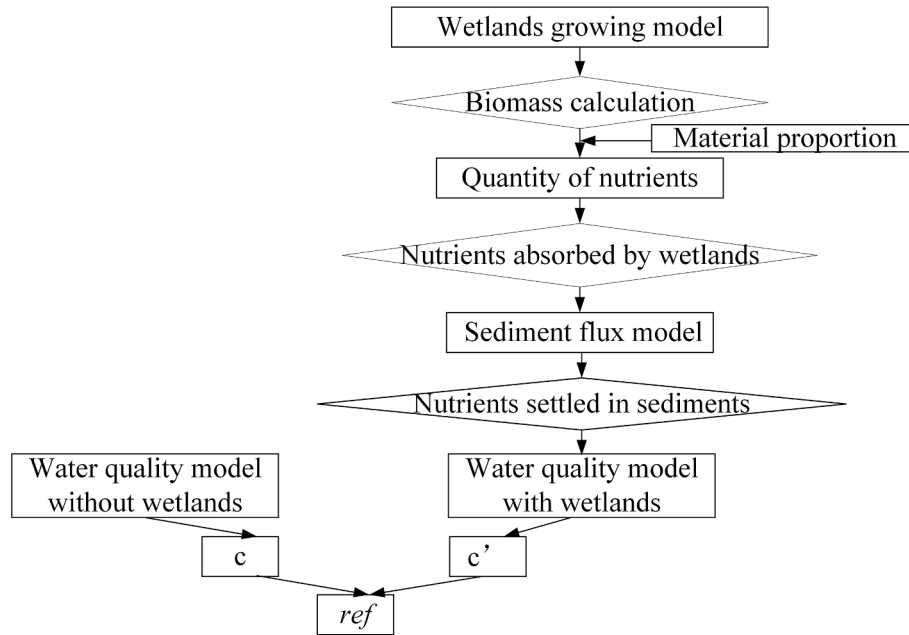 Wetlands growing model
Biomass calculation
Material proportion
Quantity of nutrients
Nutrients absorbed by wetlands
Sediment flux model
Nutrients settled in sediments
Water quality model
without wetlands
Water quality model
with wetlands
c
c’
ref